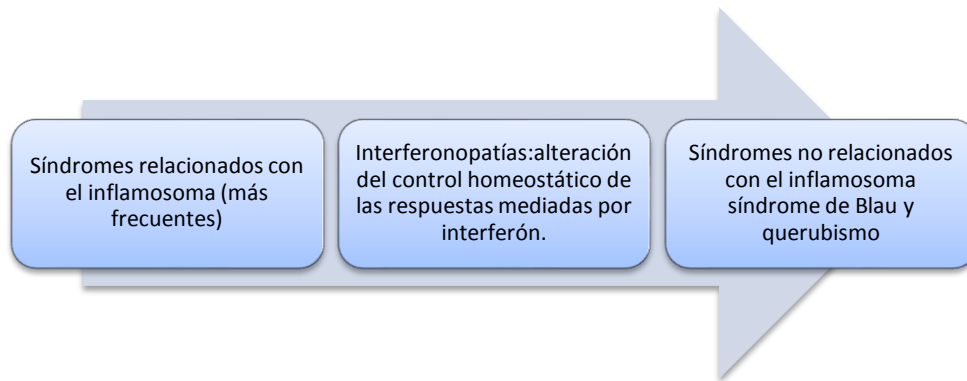 Síndromes relacionados con
el inflamosoma (más
frecuentes)
Interferonopatías:alteración
del control homeostático de
las respuestas mediadas por
interferón.
Síndromes no relacionados
con el inflamosoma
síndrome de Blau y
querubismo